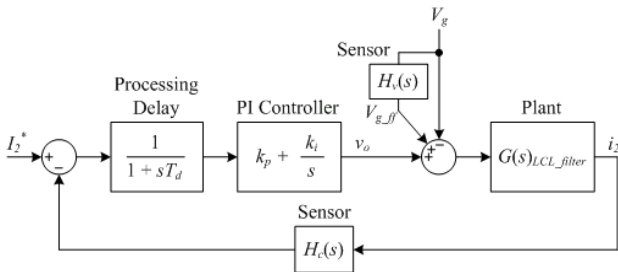 V_g
Sensor
H_v(s)
V_g_ff
Processing
Delay
PI Controller
Plant
I_2^*
+
−
1
1 + sT_d
k_p + k_i
s
v_o
+
+
−
G(s)_LCL_filter
i_2
Sensor
H_c(s)